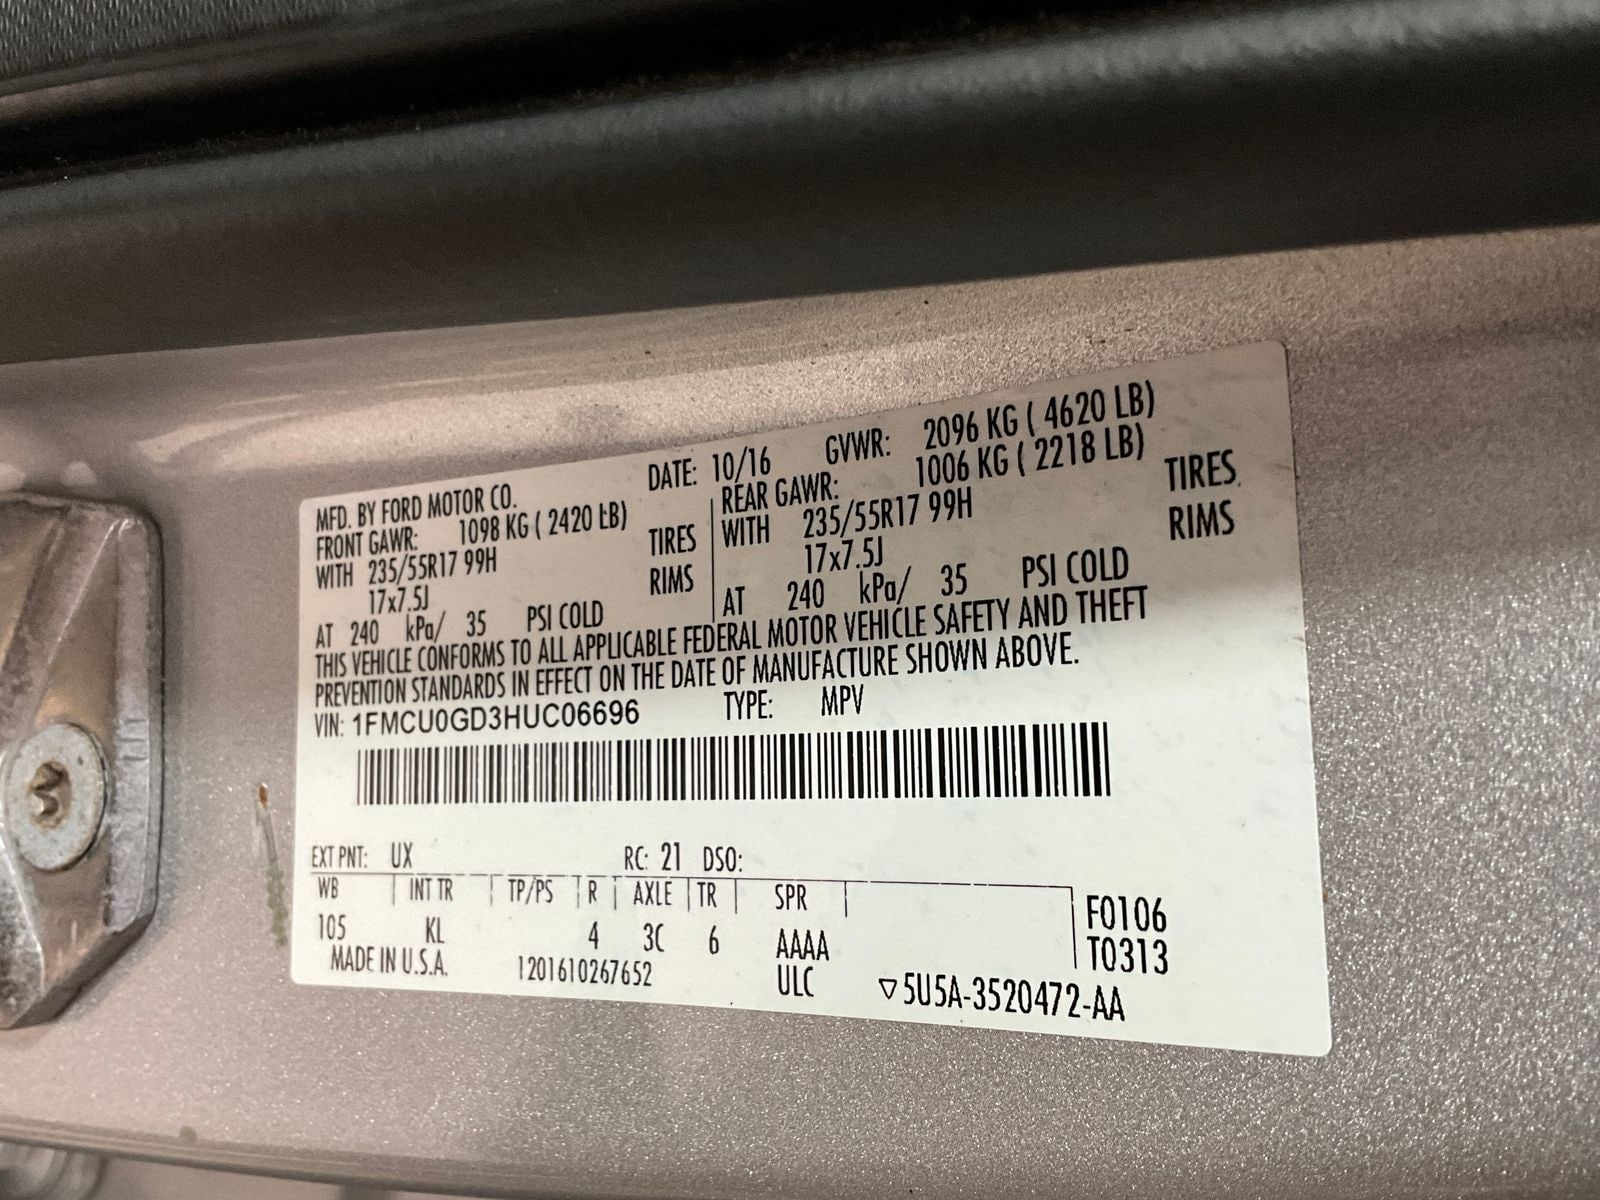 MFD. BY FORD MOTOR CO. DATE: 10/16 GVWR: 2096 KG ( 4620 LB)
FRONT GAWR: 1098 KG ( 2420 LB) REAR GAWR: 1006 KG ( 2218 LB)
WITH 235/55R17 99H TIRES WITH 235/55R17 99H TIRES
17x7.5J RIMS 17x7.5J RIMS
AT 240 kPa/ 35 PSI COLD AT 240 kPa/ 35 PSI COLD
THIS VEHICLE CONFORMS TO ALL APPLICABLE FEDERAL MOTOR VEHICLE SAFETY AND THEFT
PREVENTION STANDARDS IN EFFECT ON THE DATE OF MANUFACTURE SHOWN ABOVE.
VIN: 1FMCU0GD3HUC06696 TYPE: MPV
EXT PNT: UX RC: 21 DSO:
WB INT TR TP/PS R AXLE TR SPR
105 KL 4 3C 6 AAAA
F0106
T0313
MADE IN U.S.A. 1201610267652 ULC ▽5U5A-3520472-AA